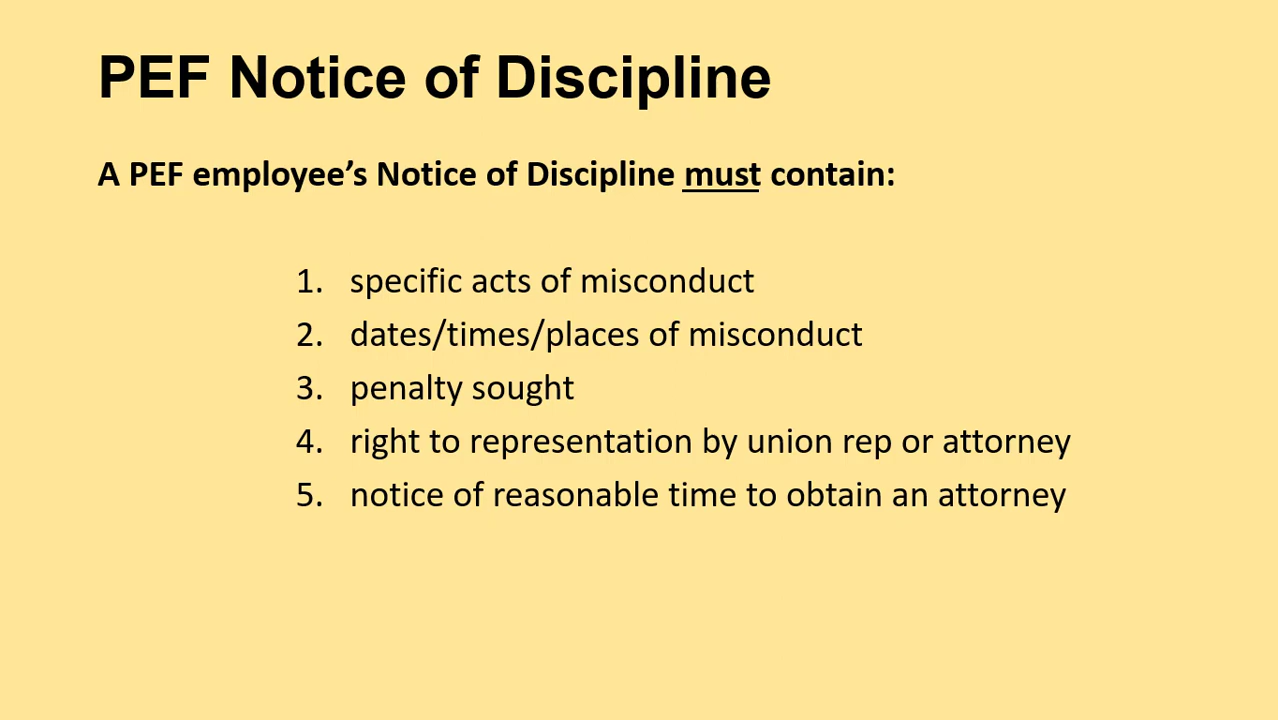 PEF Notice of Discipline
A PEF employee’s Notice of Discipline must contain:
1. specific acts of misconduct
2. dates/times/places of misconduct
3. penalty sought
4. right to representation by union rep or attorney
5. notice of reasonable time to obtain an attorney